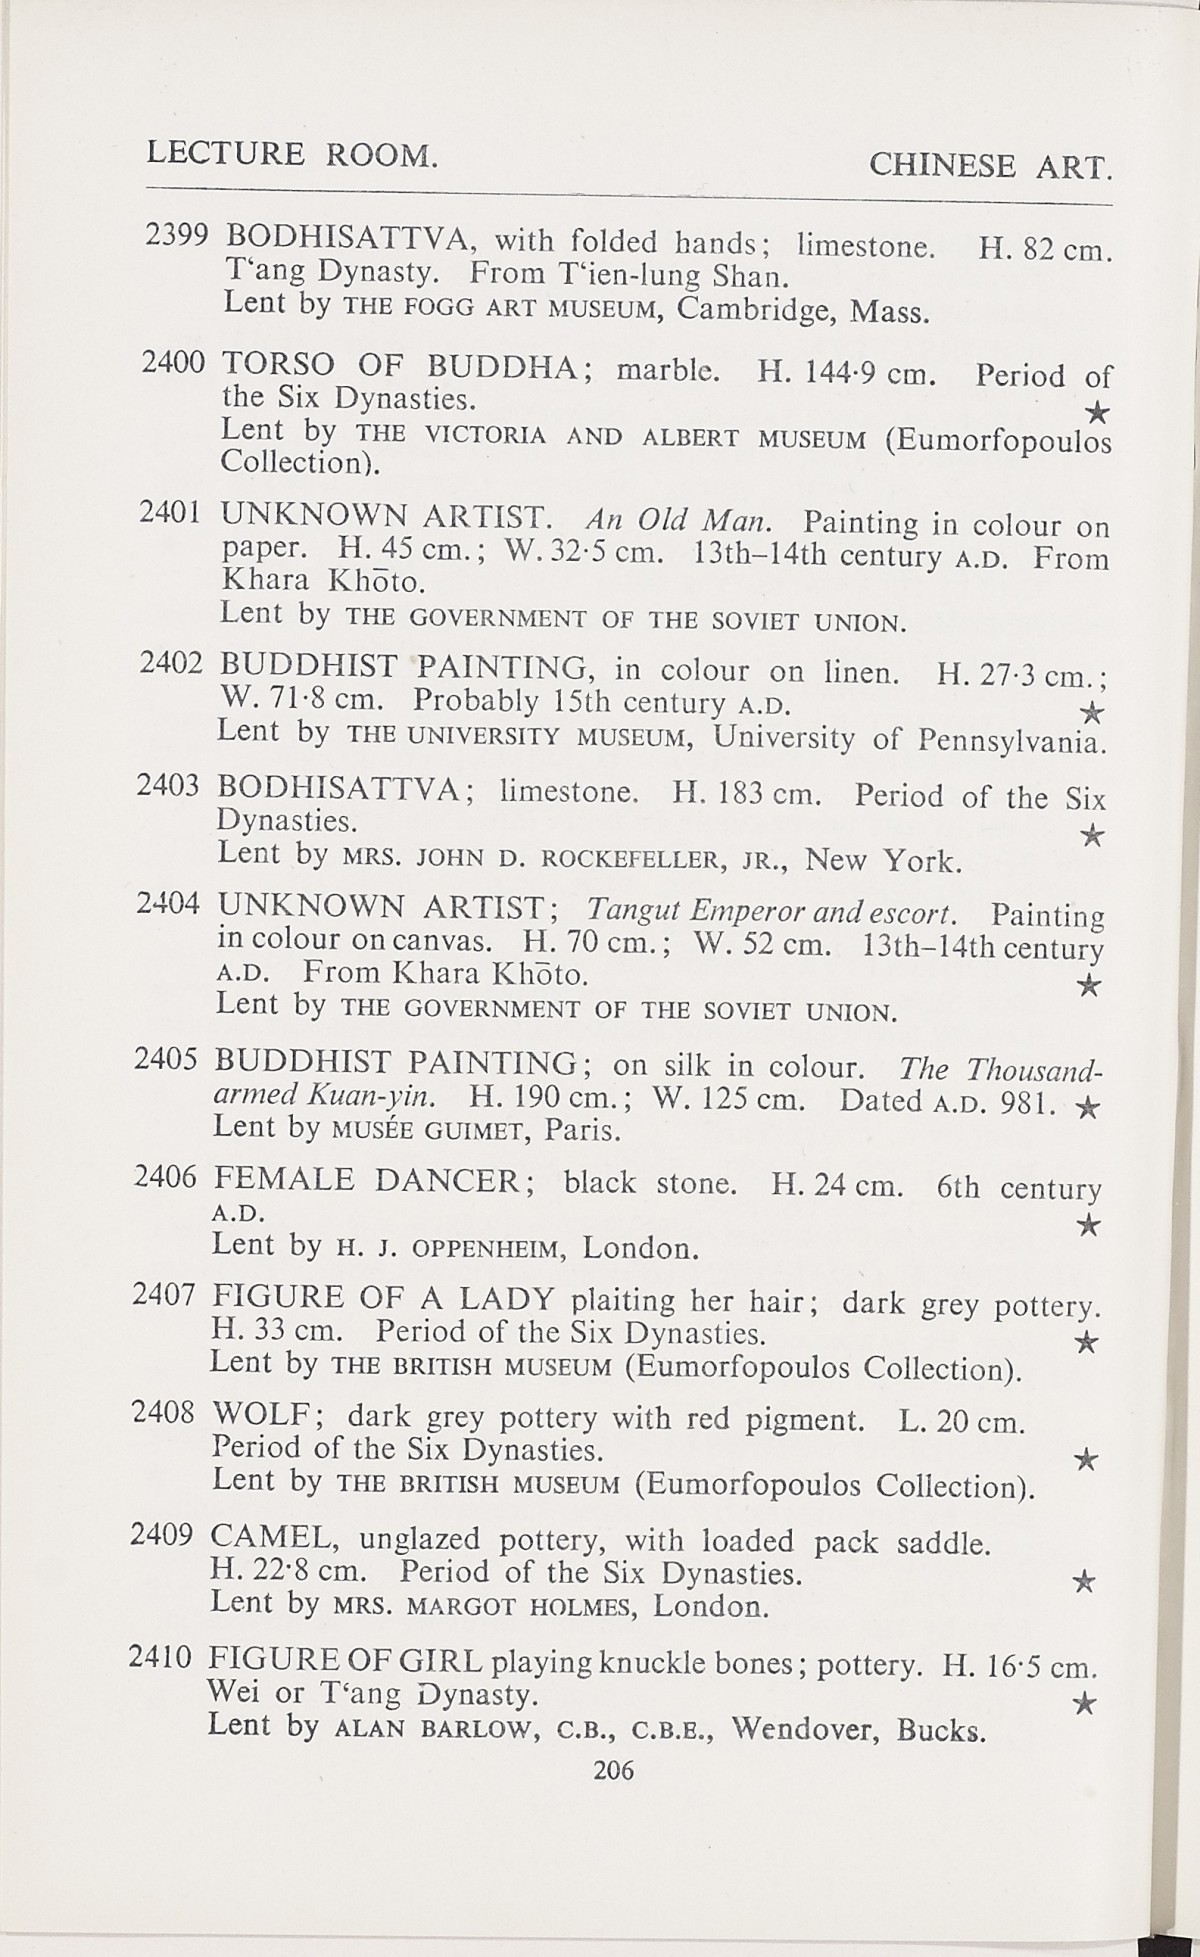 LECTURE ROOM. CHINESE ART.
2399 BODHISATTVA, with folded hands; limestone. H. 82 cm.
T‘ang Dynasty. From T‘ien-lung Shan.
Lent by THE FOGG ART MUSEUM, Cambridge, Mass.
2400 TORSO OF BUDDHA; marble. H. 144·9 cm. Period of
the Six Dynasties. ★
Lent by THE VICTORIA AND ALBERT MUSEUM (Eumorfopoulos
Collection).
2401 UNKNOWN ARTIST. An Old Man. Painting in colour on
paper. H. 45 cm.; W. 32·5 cm. 13th–14th century A.D. From
Khara Khōto.
Lent by THE GOVERNMENT OF THE SOVIET UNION.
2402 BUDDHIST PAINTING, in colour on linen. H. 27·3 cm.;
W. 71·8 cm. Probably 15th century A.D. ★
Lent by THE UNIVERSITY MUSEUM, University of Pennsylvania.
2403 BODHISATTVA; limestone. H. 183 cm. Period of the Six
Dynasties. ★
Lent by MRS. JOHN D. ROCKEFELLER, JR., New York.
2404 UNKNOWN ARTIST; Tangut Emperor and escort. Painting
in colour on canvas. H. 70 cm.; W. 52 cm. 13th–14th century
A.D. From Khara Khōto. ★
Lent by THE GOVERNMENT OF THE SOVIET UNION.
2405 BUDDHIST PAINTING; on silk in colour. The Thousand-
armed Kuan-yin. H. 190 cm.; W. 125 cm. Dated A.D. 981. ★
Lent by MUSÉE GUIMET, Paris.
2406 FEMALE DANCER; black stone. H. 24 cm. 6th century
A.D. ★
Lent by H. J. OPPENHEIM, London.
2407 FIGURE OF A LADY plaiting her hair; dark grey pottery.
H. 33 cm. Period of the Six Dynasties. ★
Lent by THE BRITISH MUSEUM (Eumorfopoulos Collection).
2408 WOLF; dark grey pottery with red pigment. L. 20 cm.
Period of the Six Dynasties. ★
Lent by THE BRITISH MUSEUM (Eumorfopoulos Collection).
2409 CAMEL, unglazed pottery, with loaded pack saddle.
H. 22·8 cm. Period of the Six Dynasties. ★
Lent by MRS. MARGOT HOLMES, London.
2410 FIGURE OF GIRL playing knuckle bones; pottery. H. 16·5 cm.
Wei or T‘ang Dynasty. ★
Lent by ALAN BARLOW, C.B., C.B.E., Wendover, Bucks.
206